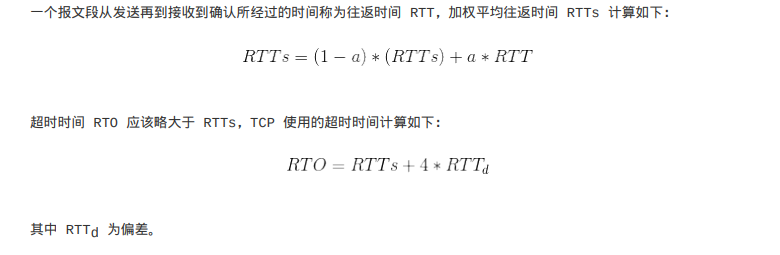 一个报文段从发送再到接收到确认所经过的时间称为往返时间 RTT，加权平均往返时间 RTTs 计算如下：
RTTs = (1 − a) ∗ (RTTs) + a ∗ RTT
超时时间 RTO 应该略大于 RTTs，TCP 使用的超时时间计算如下：
RTO = RTTs + 4 ∗ RTT_d
其中 RTT_d 为偏差。